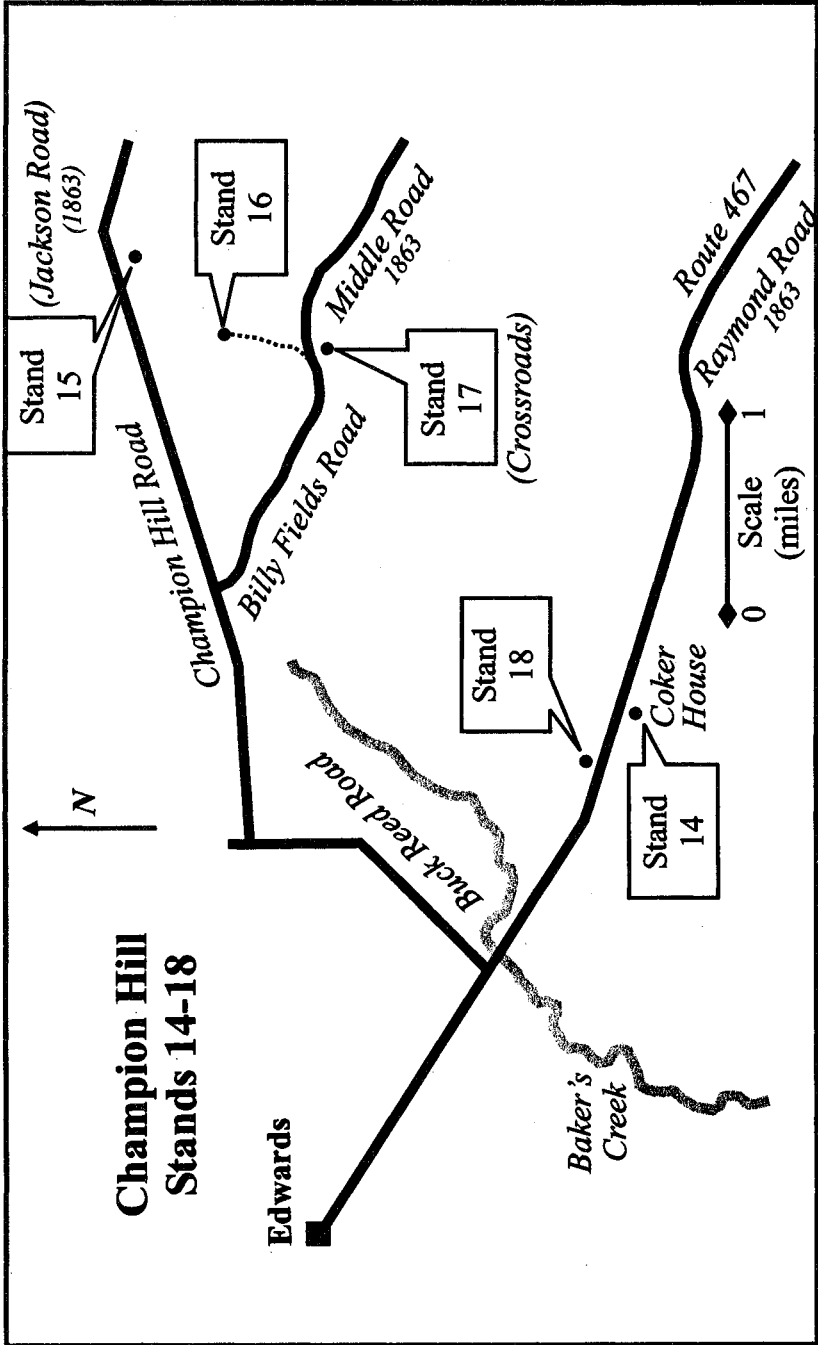 Champion Hill
Stands 14-18
N
Edwards
Baker's
Creek
Buck Reed Road
Champion Hill Road
Billy Fields Road
Stand
15
(Jackson Road)
(1863)
Stand
16
Middle Road
1863
Stand
17
(Crossroads)
Stand
18
Stand
14
Coker
House
Route 467
Raymond Road
1863
0
1
Scale
(miles)